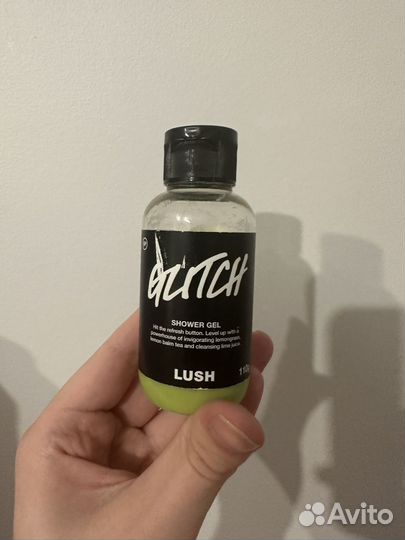 GLITCH
SHOWER GEL
Hit the refresh button. Level up with a
powerhouse of invigorating lemongrass,
lemon balm tea and cleansing lime juice.
LUSH
110g
Avito